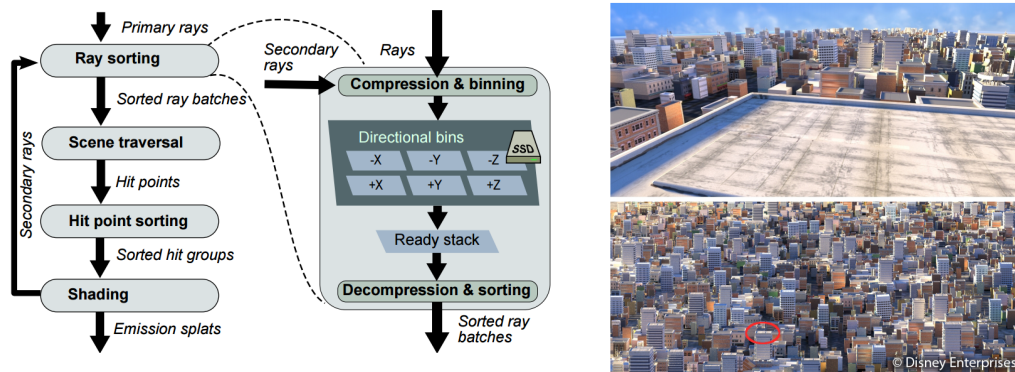 Primary rays
Ray sorting
Sorted ray batches
Scene traversal
Hit points
Hit point sorting
Sorted hit groups
Shading
Emission splats
Secondary rays
Secondary
rays
Rays
Compression & binning
Directional bins
SSD
-X -Y -Z
+X +Y +Z
Ready stack
Decompression & sorting
Sorted ray
batches
© Disney Enterprises